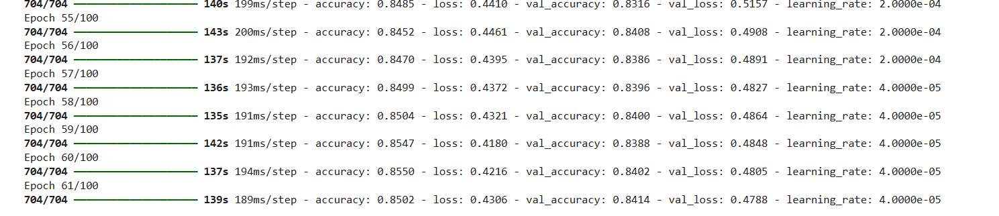 704/704 ━━━━━━━━━━━━━━━━━━━━ 140s 199ms/step - accuracy: 0.8485 - loss: 0.4410 - val_accuracy: 0.8316 - val_loss: 0.5157 - learning_rate: 2.0000e-04
Epoch 55/100
704/704 ━━━━━━━━━━━━━━━━━━━━ 143s 200ms/step - accuracy: 0.8452 - loss: 0.4461 - val_accuracy: 0.8408 - val_loss: 0.4908 - learning_rate: 2.0000e-04
Epoch 56/100
704/704 ━━━━━━━━━━━━━━━━━━━━ 137s 192ms/step - accuracy: 0.8470 - loss: 0.4395 - val_accuracy: 0.8386 - val_loss: 0.4891 - learning_rate: 2.0000e-04
Epoch 57/100
704/704 ━━━━━━━━━━━━━━━━━━━━ 136s 193ms/step - accuracy: 0.8499 - loss: 0.4372 - val_accuracy: 0.8396 - val_loss: 0.4827 - learning_rate: 4.0000e-05
Epoch 58/100
704/704 ━━━━━━━━━━━━━━━━━━━━ 135s 191ms/step - accuracy: 0.8504 - loss: 0.4321 - val_accuracy: 0.8400 - val_loss: 0.4864 - learning_rate: 4.0000e-05
Epoch 59/100
704/704 ━━━━━━━━━━━━━━━━━━━━ 142s 191ms/step - accuracy: 0.8547 - loss: 0.4180 - val_accuracy: 0.8388 - val_loss: 0.4848 - learning_rate: 4.0000e-05
Epoch 60/100
704/704 ━━━━━━━━━━━━━━━━━━━━ 137s 194ms/step - accuracy: 0.8550 - loss: 0.4216 - val_accuracy: 0.8402 - val_loss: 0.4805 - learning_rate: 4.0000e-05
Epoch 61/100
704/704 ━━━━━━━━━━━━━━━━━━━━ 139s 189ms/step - accuracy: 0.8502 - loss: 0.4306 - val_accuracy: 0.8414 - val_loss: 0.4788 - learning_rate: 4.0000e-05